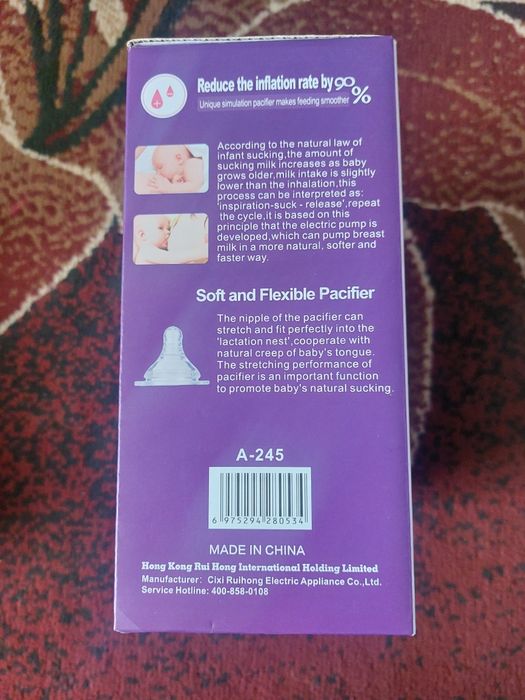 Reduce the inflation rate by 90%
Unique simulation pacifier makes feeding smoother
According to the natural law of
infant sucking,the amount of
sucking milk increases as baby
grows older,milk intake is slightly
lower than the inhalation,this
process can be interpreted as:
'inspiration-suck - release',repeat
the cycle,it is based on this
principle that the electric pump is
developed,which can pump breast
milk in a more natural, softer and
faster way.
Soft and Flexible Pacifier
The nipple of the pacifier can
stretch and fit perfectly into the
'lactation nest',cooperate with
natural creep of baby's tongue.
The stretching performance of
pacifier is an important function
to promote baby's natural sucking.
A-245
6 975294 280534
MADE IN CHINA
Hong Kong Rui Hong International Holding Limited
Manufacturer: Cixi Ruihong Electric Appliance Co.,Ltd.
Service Hotline: 400-858-0108